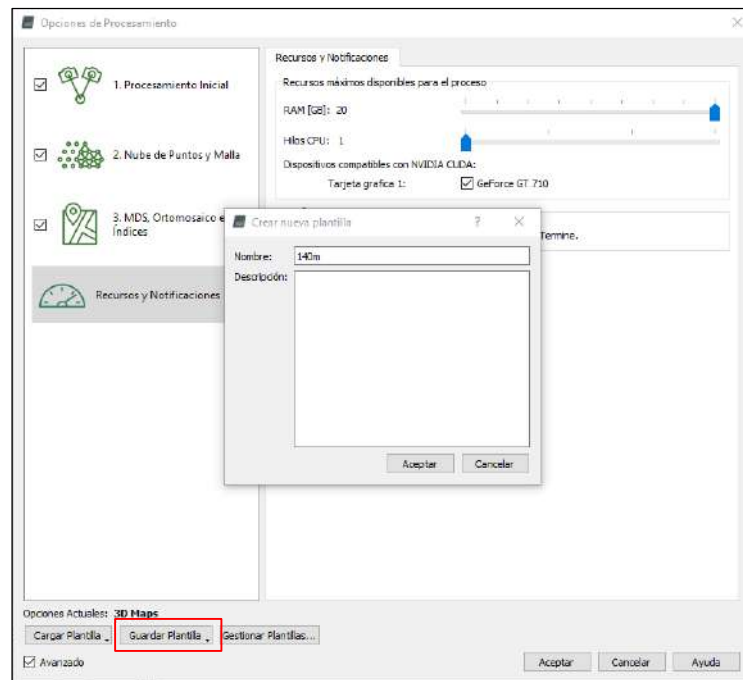 Opciones de Procesamiento
1. Procesamiento Inicial
2. Nube de Puntos y Malla
3. MDS, Ortomosaico e
Índices
Recursos y Notificaciones
Recursos y Notificaciones
Recursos máximos disponibles para el proceso
RAM [GB]: 20
Hilos CPU: 1
Dispositivos compatibles con NVIDIA CUDA:
Tarjeta grafica 1: GeForce GT 710
Termine.
Crear nueva plantilla ?
Nombre: 140m
Descripción:
Aceptar Cancelar
Opciones Actuales: 3D Maps
Cargar Plantilla Guardar Plantilla Gestionar Plantillas...
Avanzado
Aceptar Cancelar Ayuda